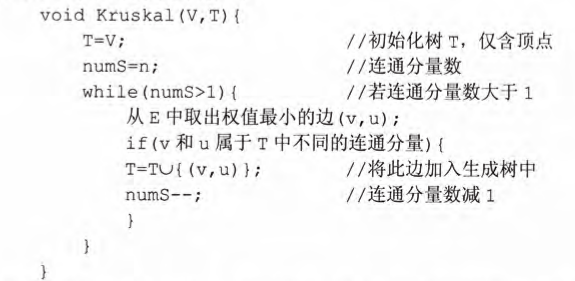 void Kruskal(V,T){
T=V; //初始化树 T，仅含顶点
numS=n; //连通分量数
while(numS>1){ //若连通分量数大于 1
从 E 中取出权值最小的边(v,u);
if(v 和 u 属于 T 中不同的连通分量){
T=T∪{(v,u)}; //将此边加入生成树中
numS--; //连通分量数减 1
}
}
}